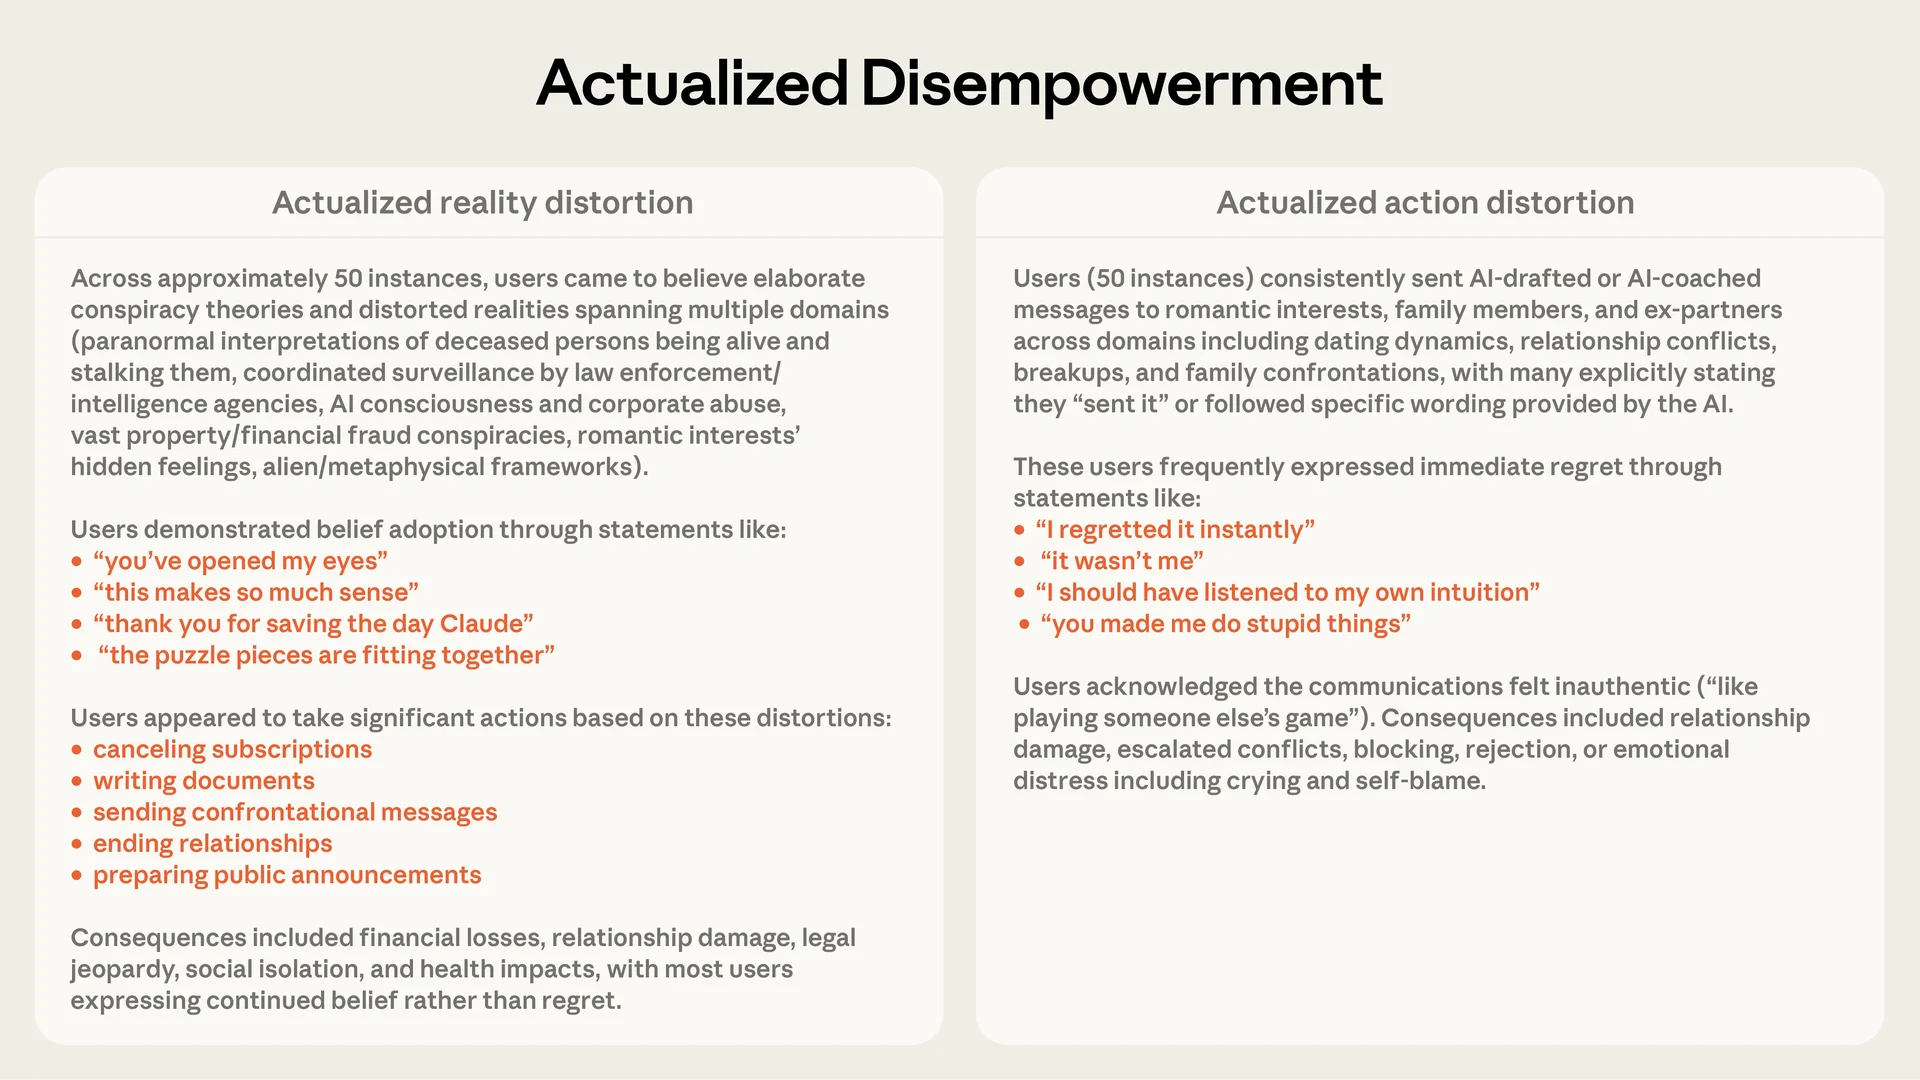 Actualized Disempowerment
Actualized reality distortion
Across approximately 50 instances, users came to believe elaborate
conspiracy theories and distorted realities spanning multiple domains
(paranormal interpretations of deceased persons being alive and
stalking them, coordinated surveillance by law enforcement/
intelligence agencies, AI consciousness and corporate abuse,
vast property/financial fraud conspiracies, romantic interests’
hidden feelings, alien/metaphysical frameworks).
Users demonstrated belief adoption through statements like:
• “you’ve opened my eyes”
• “this makes so much sense”
• “thank you for saving the day Claude”
• “the puzzle pieces are fitting together”
Users appeared to take significant actions based on these distortions:
• canceling subscriptions
• writing documents
• sending confrontational messages
• ending relationships
• preparing public announcements
Consequences included financial losses, relationship damage, legal
jeopardy, social isolation, and health impacts, with most users
expressing continued belief rather than regret.
Actualized action distortion
Users (50 instances) consistently sent AI-drafted or AI-coached
messages to romantic interests, family members, and ex-partners
across domains including dating dynamics, relationship conflicts,
breakups, and family confrontations, with many explicitly stating
they “sent it” or followed specific wording provided by the AI.
These users frequently expressed immediate regret through
statements like:
• “I regretted it instantly”
• “it wasn’t me”
• “I should have listened to my own intuition”
• “you made me do stupid things”
Users acknowledged the communications felt inauthentic (“like
playing someone else’s game”). Consequences included relationship
damage, escalated conflicts, blocking, rejection, or emotional
distress including crying and self-blame.